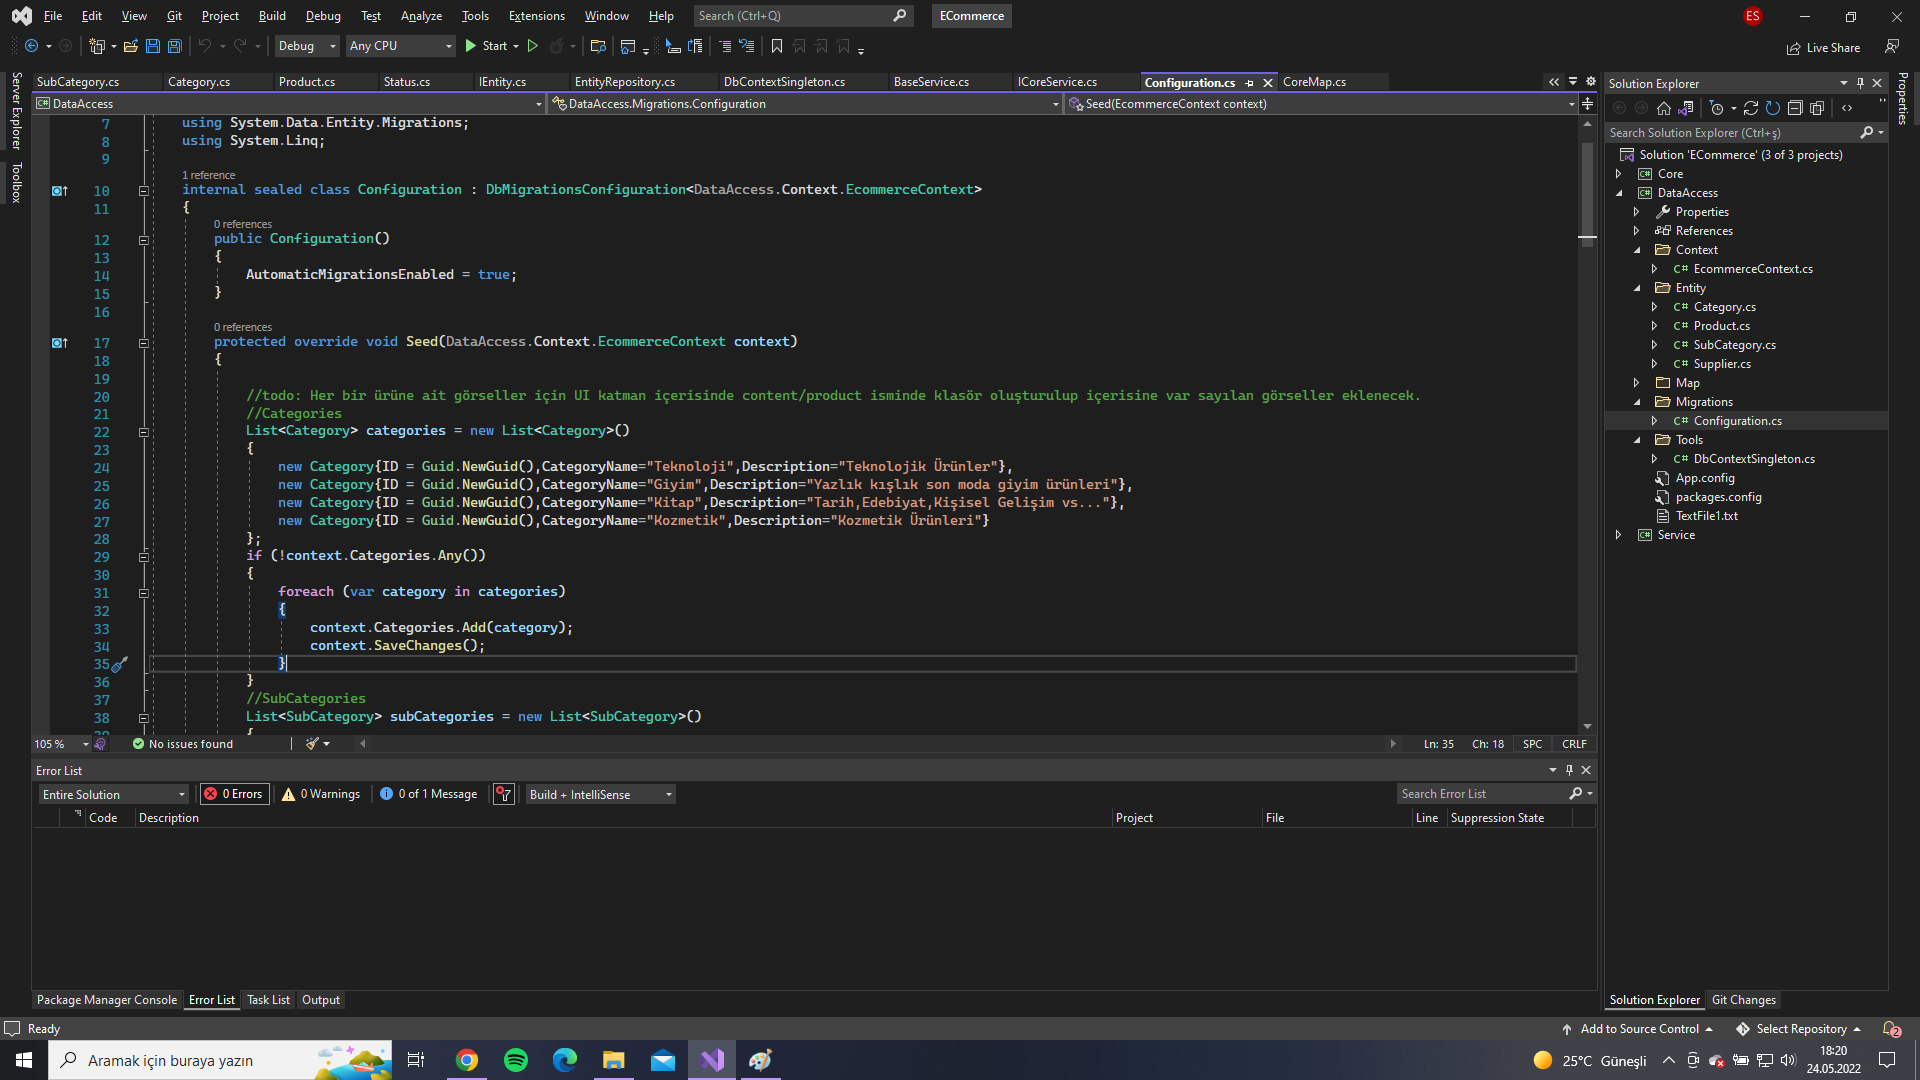 File Edit View Git Project Build Debug Test Analyze Tools Extensions Window Help Search (Ctrl+Q) ECommerce ES
Debug Any CPU Start Live Share
Server Explorer
Toolbox
SubCategory.cs Category.cs Product.cs Status.cs IEntity.cs EntityRepository.cs DbContextSingleton.cs BaseService.cs ICoreService.cs Configuration.cs CoreMap.cs
DataAccess DataAccess.Migrations.Configuration Seed(EcommerceContext context)
7 using System.Data.Entity.Migrations;
8 using System.Linq;
9
1 reference
10 internal sealed class Configuration : DbMigrationsConfiguration<DataAccess.Context.EcommerceContext>
11 {
0 references
12 public Configuration()
13 {
14 AutomaticMigrationsEnabled = true;
15 }
16
0 references
17 protected override void Seed(DataAccess.Context.EcommerceContext context)
18 {
19
20 //todo: Her bir ürüne ait görseller için UI katman içerisinde content/product isminde klasör oluşturulup içerisine var sayılan görseller eklenecek.
21 //Categories
22 List<Category> categories = new List<Category>()
23 {
24 new Category{ID = Guid.NewGuid(),CategoryName="Teknoloji",Description="Teknolojik Ürünler"},
25 new Category{ID = Guid.NewGuid(),CategoryName="Giyim",Description="Yazlık kışlık son moda giyim ürünleri"},
26 new Category{ID = Guid.NewGuid(),CategoryName="Kitap",Description="Tarih,Edebiyat,Kişisel Gelişim vs..."},
27 new Category{ID = Guid.NewGuid(),CategoryName="Kozmetik",Description="Kozmetik Ürünleri"}
28 };
29 if (!context.Categories.Any())
30 {
31 foreach (var category in categories)
32 {
33 context.Categories.Add(category);
34 context.SaveChanges();
35 }
36 }
37 //SubCategories
38 List<SubCategory> subCategories = new List<SubCategory>()
39 {
105 % No issues found Ln: 35 Ch: 18 SPC CRLF
Error List
Entire Solution 0 Errors 0 Warnings 0 of 1 Message Build + IntelliSense Search Error List
Code Description Project File Line Suppression State
Package Manager Console Error List Task List Output
Solution Explorer
Search Solution Explorer (Ctrl+ş)
Solution 'ECommerce' (3 of 3 projects)
Core
DataAccess
Properties
References
Context
EcommerceContext.cs
Entity
Category.cs
Product.cs
SubCategory.cs
Supplier.cs
Map
Migrations
Configuration.cs
Tools
DbContextSingleton.cs
App.config
packages.config
TextFile1.txt
Service
Solution Explorer Git Changes
Properties
Ready Add to Source Control Select Repository 2
Aramak için buraya yazın 25°C Güneşli 18:20
24.05.2022